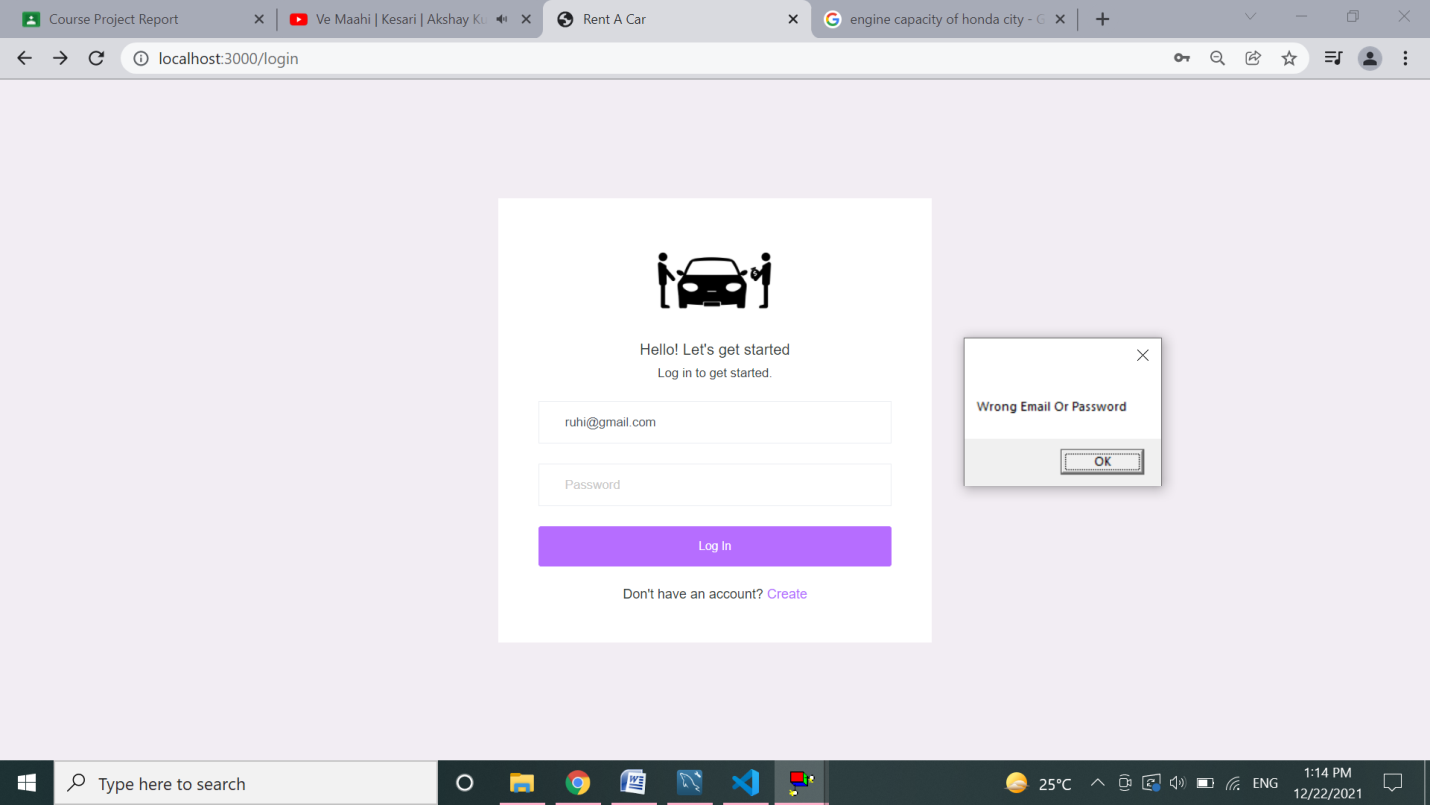 Course Project Report
Ve Maahi | Kesari | Akshay Ku
Rent A Car
engine capacity of honda city - G
localhost:3000/login
Hello! Let's get started
Log in to get started.
ruhi@gmail.com
Password
Log In
Don't have an account? Create
Wrong Email Or Password
OK
Type here to search
25°C
ENG
1:14 PM
12/22/2021